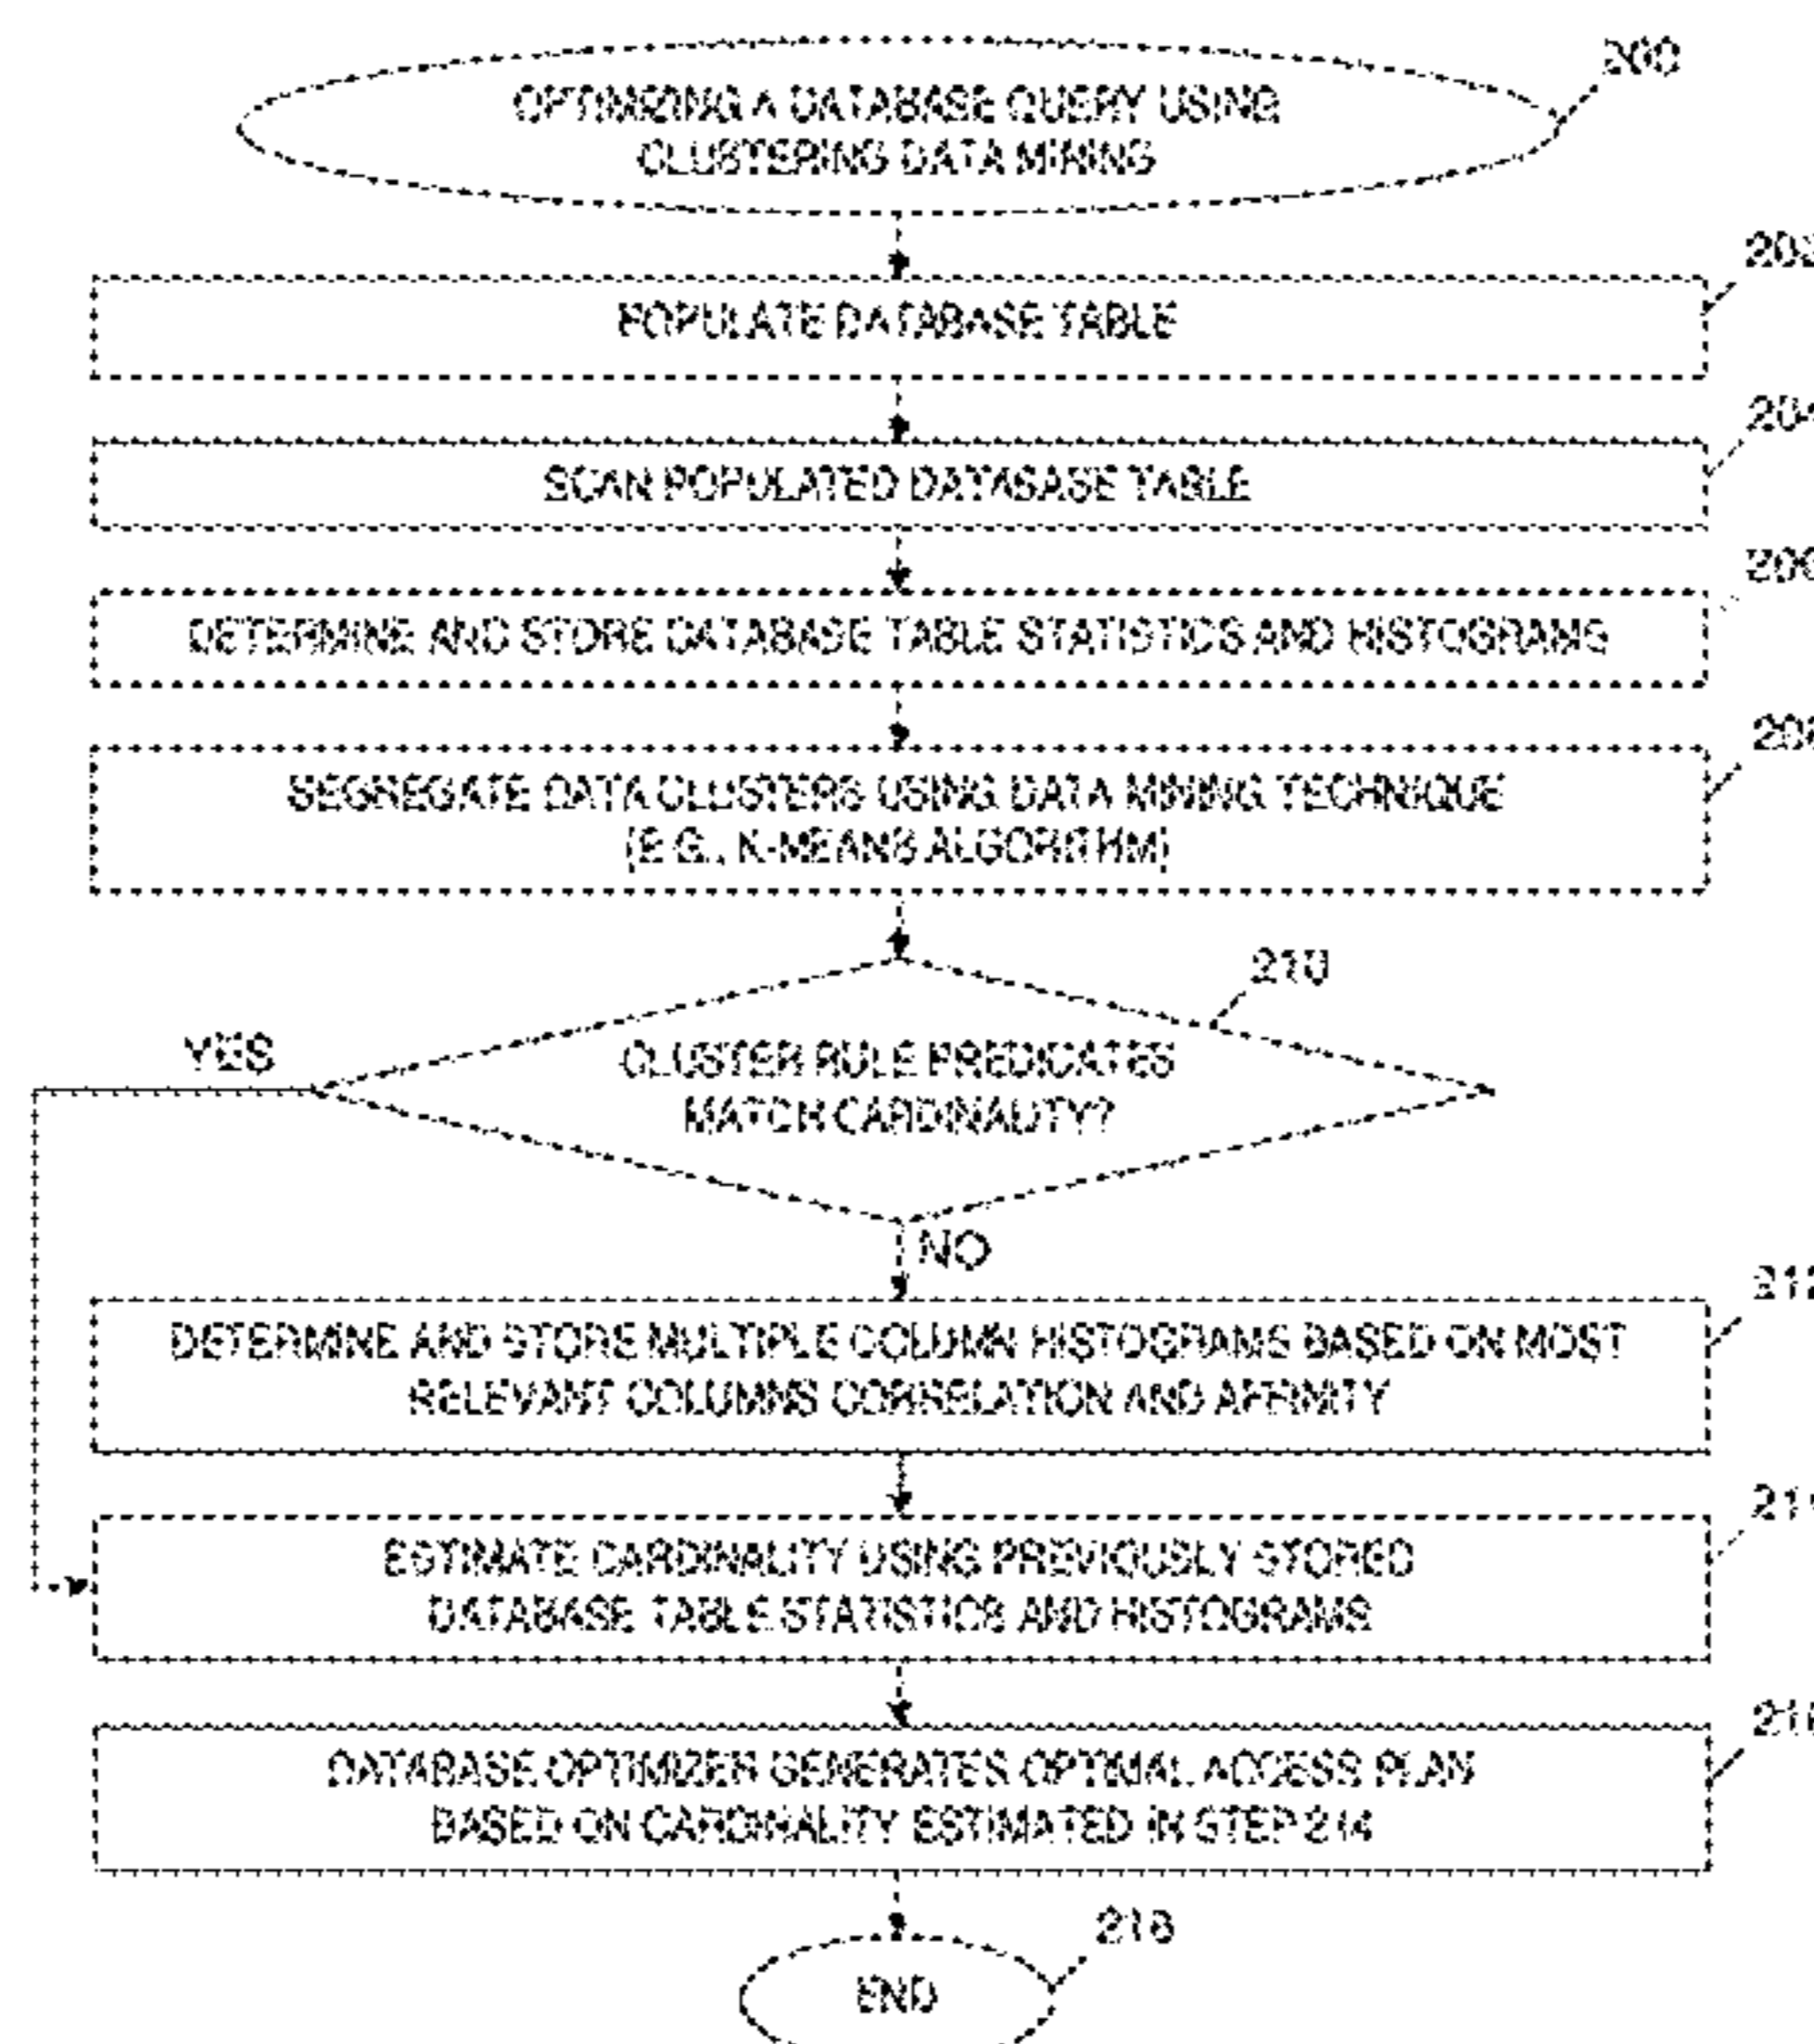 200
OPTIMIZING A DATABASE QUERY USING
CLUSTERING DATA MINING
POPULATE DATABASE TABLE
SCAN POPULATED DATABASE TABLE
DETERMINE AND STORE DATABASE TABLE STATISTICS AND HISTOGRAMS
SEGREGATE DATA CLUSTERS USING DATA MINING TECHNIQUE
(E.G., K-MEANS ALGORITHM)
210
YES
CLUSTER RULE PREDICATES
MATCH CARDINALITY?
NO
DETERMINE AND STORE MULTIPLE COLUMN HISTOGRAMS BASED ON MOST
RELEVANT COLUMNS CORRELATION AND AFFINITY
ESTIMATE CARDINALITY USING PREVIOUSLY STORED
DATABASE TABLE STATISTICS AND HISTOGRAMS
DATABASE OPTIMIZER GENERATES OPTIMAL ACCESS PLAN
BASED ON CARDINALITY ESTIMATED IN STEP 214
218
END